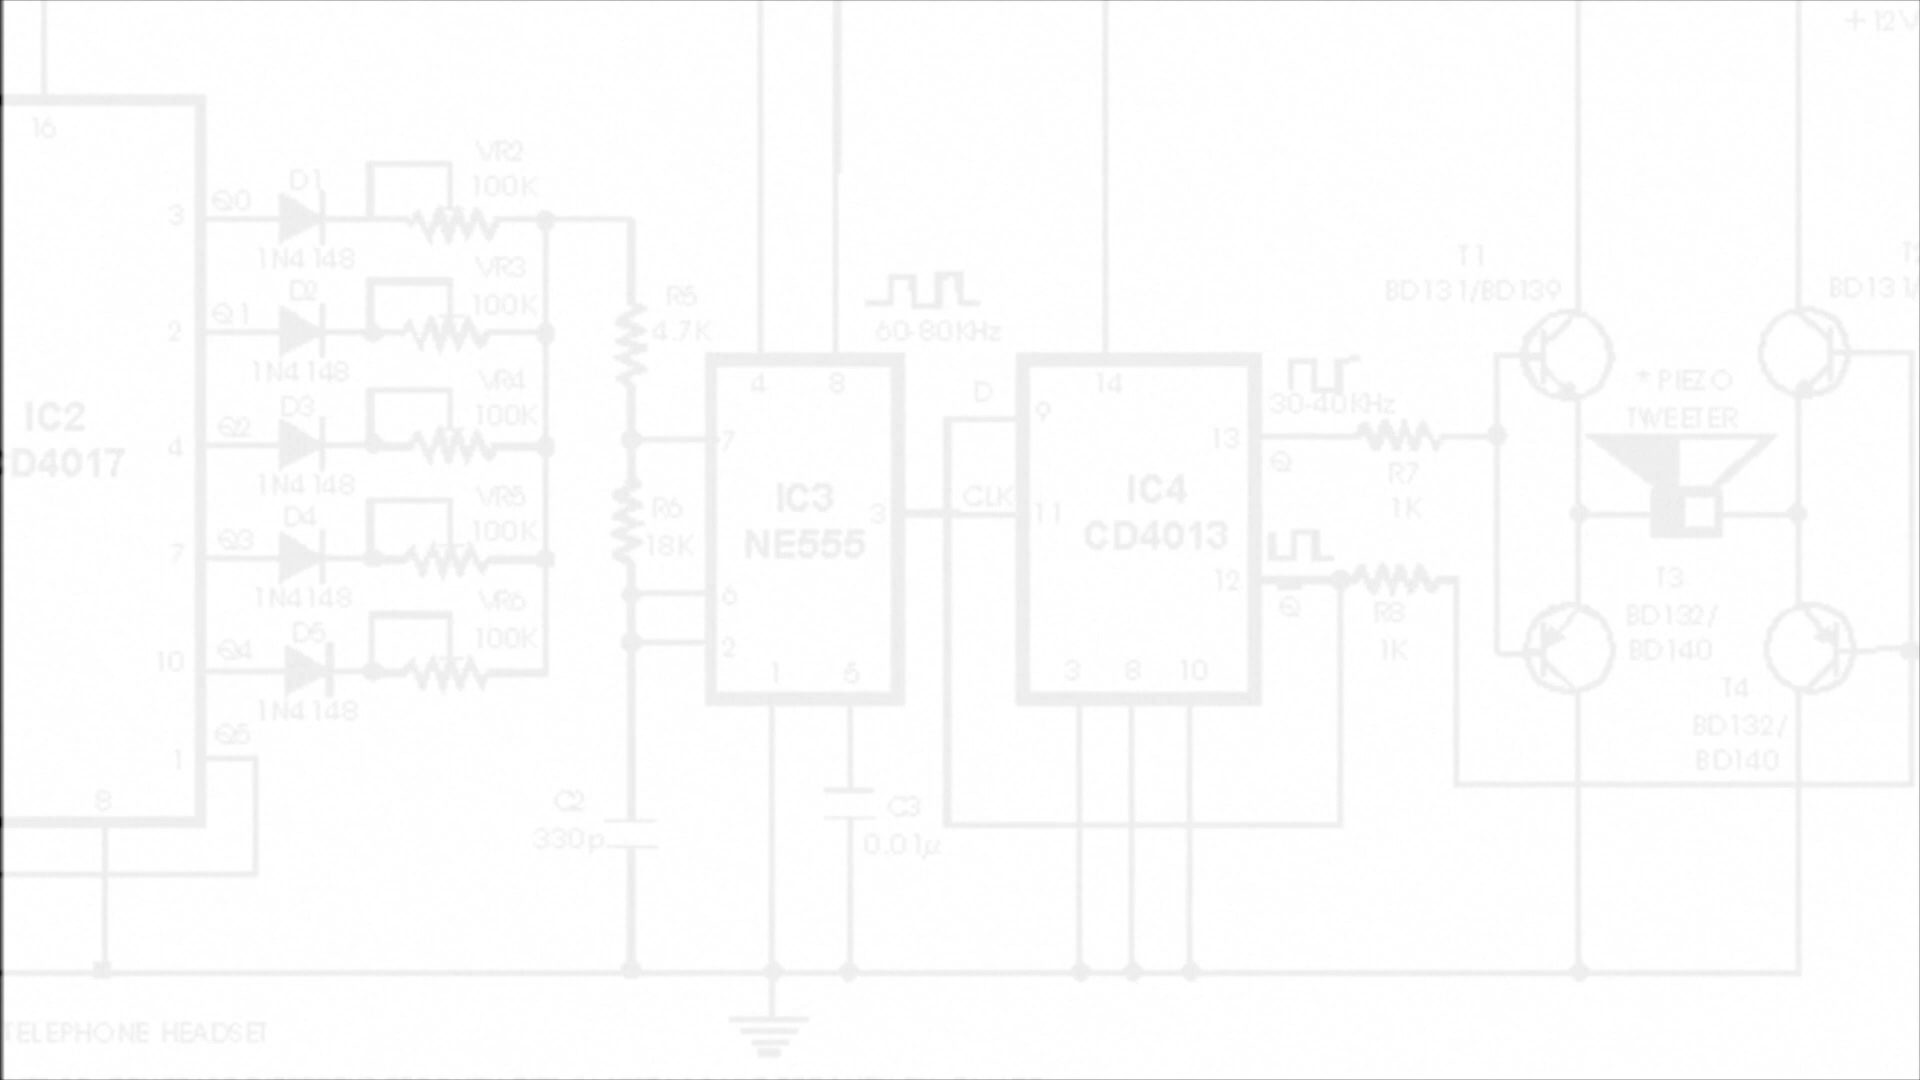 +12V
16
VR2
100K
D1
3
Q0
1N4148
VR3
100K
D2
2
Q1
1N4148
VR4
100K
D3
IC2
D4017
4
Q2
1N4148
VR5
100K
D4
7
Q3
1N4148
VR6
100K
D5
10
Q4
1N4148
Q5
1
8
R5
4.7K
R6
18K
C2
330p
60-80KHz
4
8
7
IC3
NE555
3
6
2
1
5
C3
0.01µ
D
9
14
CLK
11
IC4
CD4013
13
Q
12
Q
3
8
10
30-40KHz
R7
1K
R8
1K
T1
BD131/BD139
BD131/
* PIEZO
TWEETER
T3
BD132/
BD140
T4
BD132/
BD140
TELEPHONE HEADSET